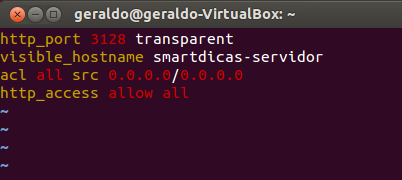 geraldo@geraldo-VirtualBox: ~
http_port 3128 transparent
visible_hostname smartdicas-servidor
acl all src 0.0.0.0/0.0.0.0
http_access allow all
~
~
~
~